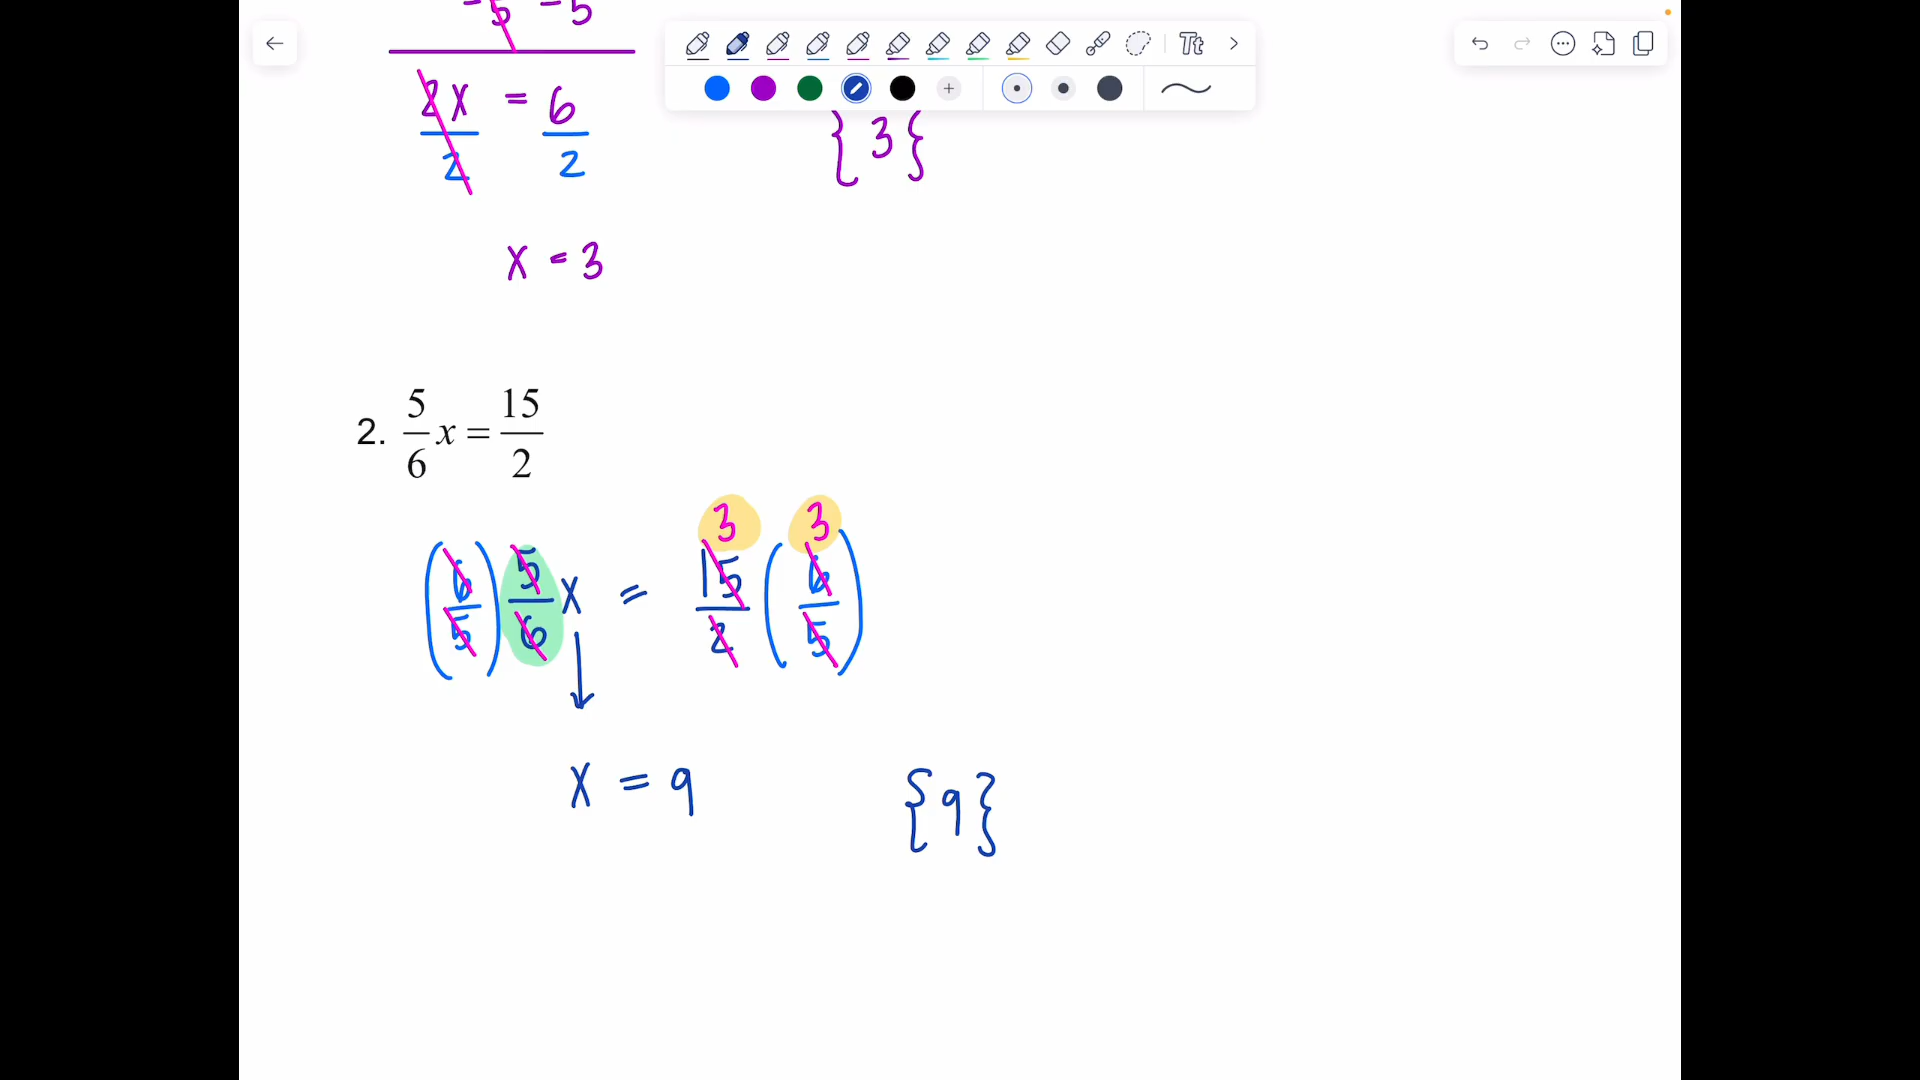 -5 -5
2x = 6
2 2
{3}
x = 3
2. 5/6 x = 15/2
3 3
(6/5) 5/6 x = 15/2 (6/5)
x = 9 {9}
Tt